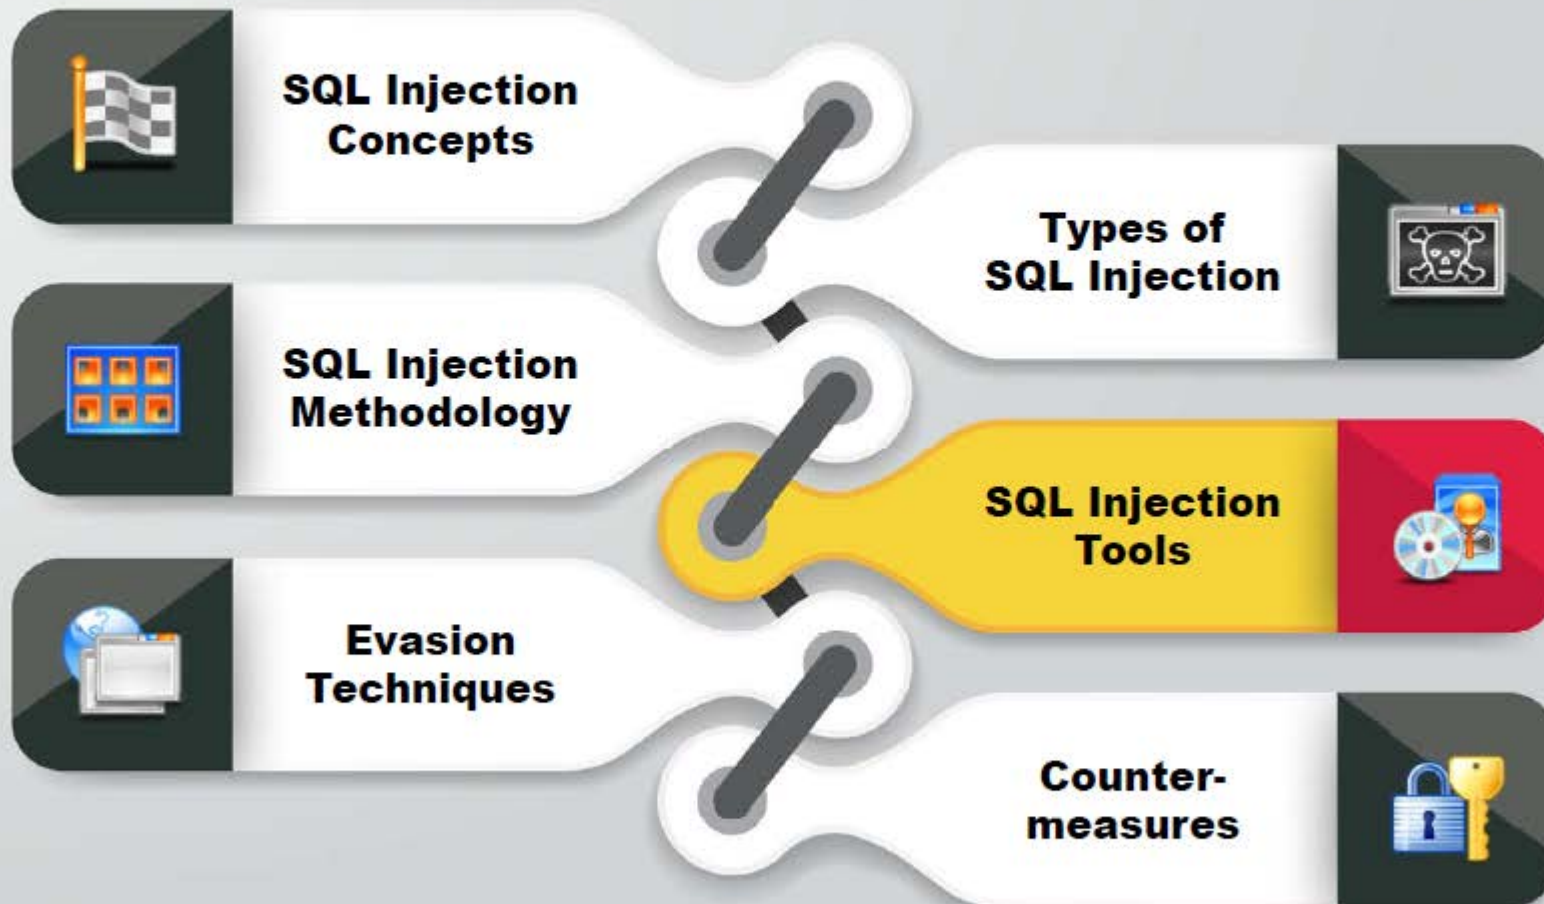 SQL Injection
Concepts
Types of
SQL Injection
SQL Injection
Methodology
SQL Injection
Tools
Evasion
Techniques
Counter-
measures